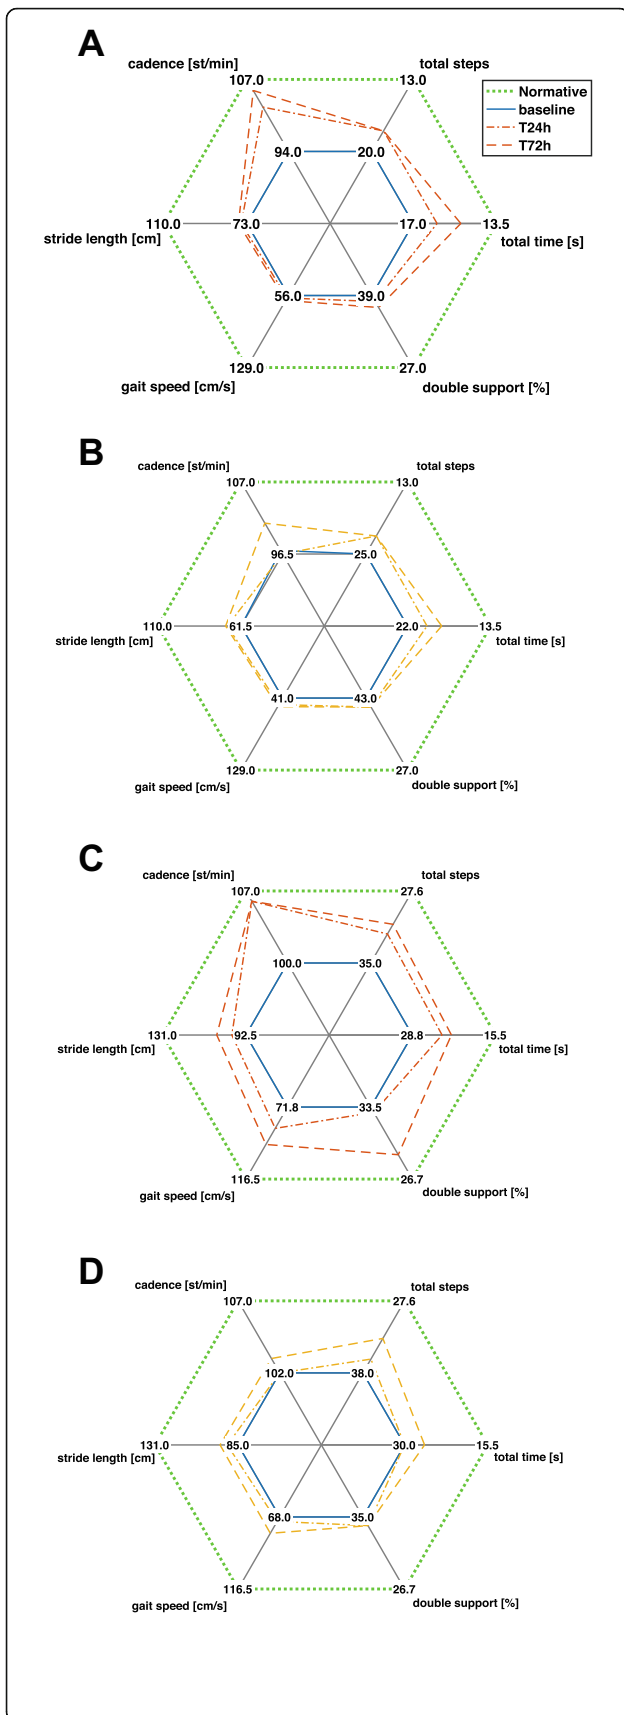 A
cadence [st/min]
total steps
107.0
13.0
Normative
baseline
T24h
T72h
94.0
20.0
110.0
73.0
17.0
13.5
stride length [cm]
total time [s]
56.0
39.0
129.0
27.0
gait speed [cm/s]
double support [%]
B
cadence [st/min]
total steps
107.0
13.0
96.5
25.0
110.0
61.5
22.0
13.5
stride length [cm]
total time [s]
41.0
43.0
129.0
27.0
gait speed [cm/s]
double support [%]
C
cadence [st/min]
total steps
107.0
27.6
100.0
35.0
131.0
92.5
28.8
15.5
stride length [cm]
total time [s]
71.8
33.5
116.5
26.7
gait speed [cm/s]
double support [%]
D
cadence [st/min]
total steps
107.0
27.6
102.0
38.0
131.0
85.0
30.0
15.5
stride length [cm]
total time [s]
68.0
35.0
116.5
26.7
gait speed [cm/s]
double support [%]